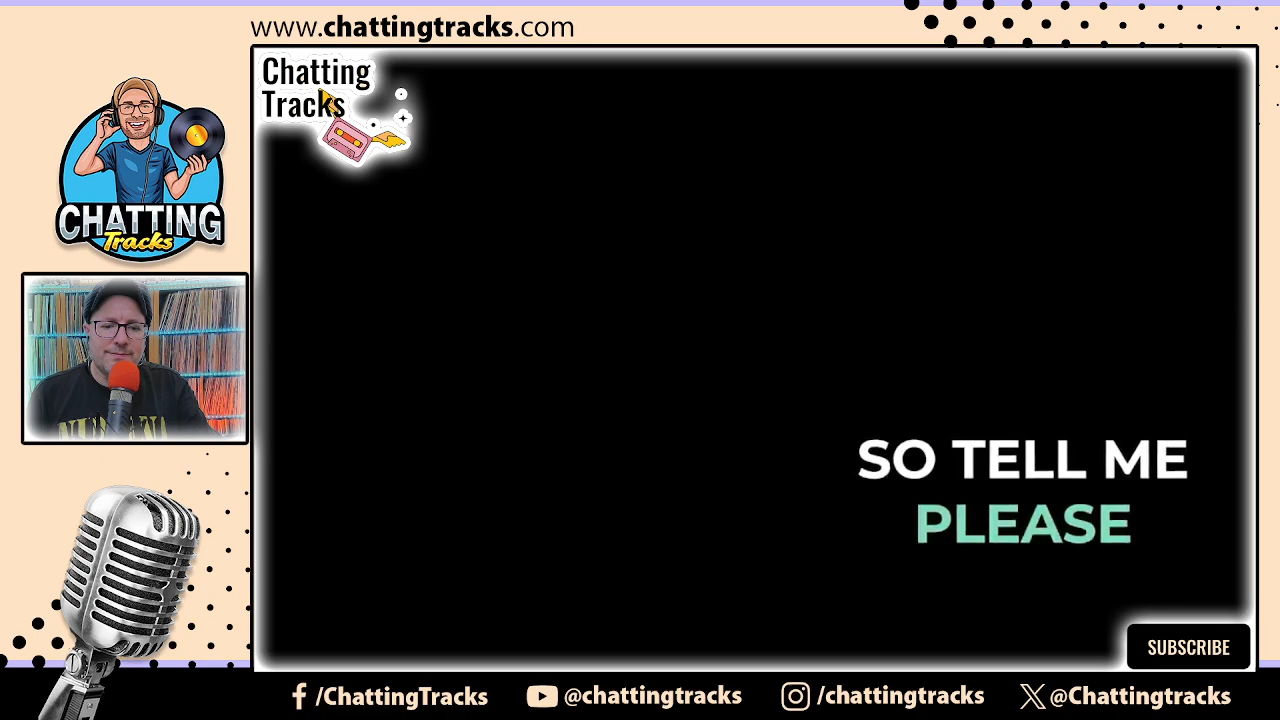 www.chattingtracks.com
Chatting
Tracks
CHATTING
Tracks
SO TELL ME
PLEASE
SUBSCRIBE
/ChattingTracks
@chattingtracks
/chattingtracks
@Chattingtracks